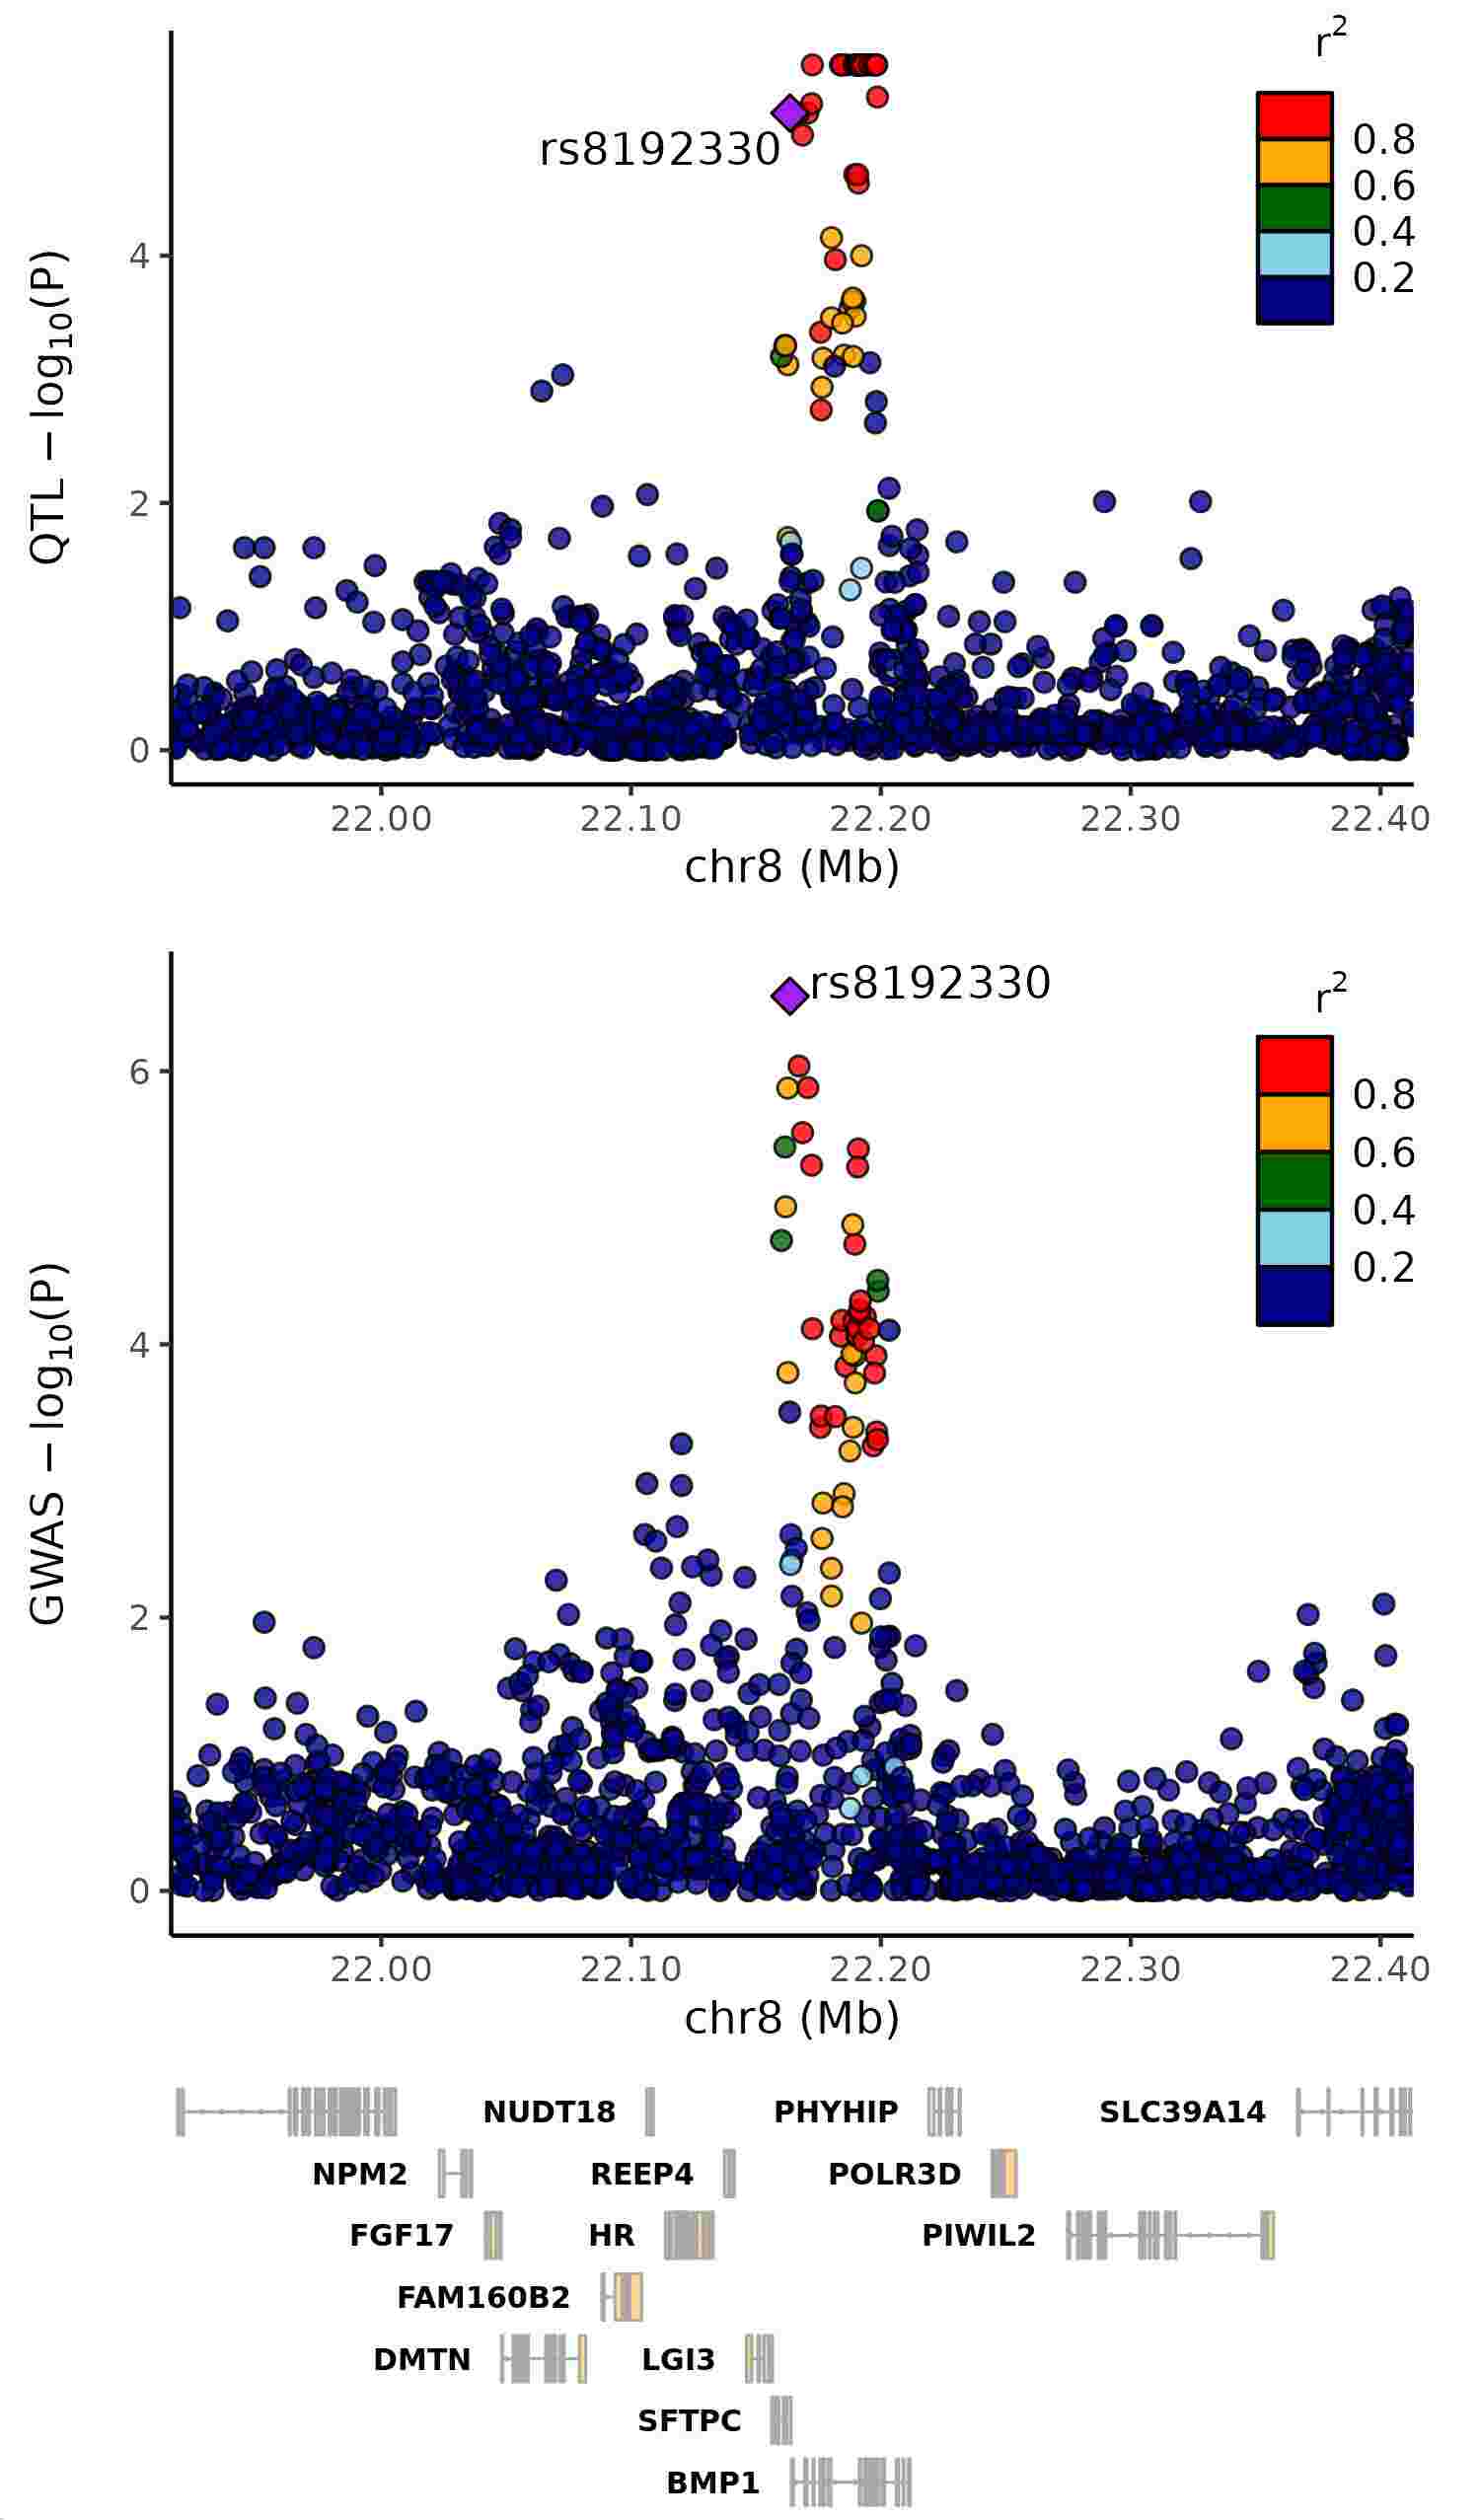 r2
0.8
0.6
0.4
0.2
rs8192330
QTL −log10(P)
4
2
0
22.00 22.10 22.20 22.30 22.40
chr8 (Mb)
rs8192330
r2
0.8
0.6
0.4
0.2
GWAS −log10(P)
6
4
2
0
22.00 22.10 22.20 22.30 22.40
chr8 (Mb)
NUDT18 PHYHIP SLC39A14
NPM2 REEP4 POLR3D
FGF17 HR PIWIL2
FAM160B2
DMTN LGI3
SFTPC
BMP1